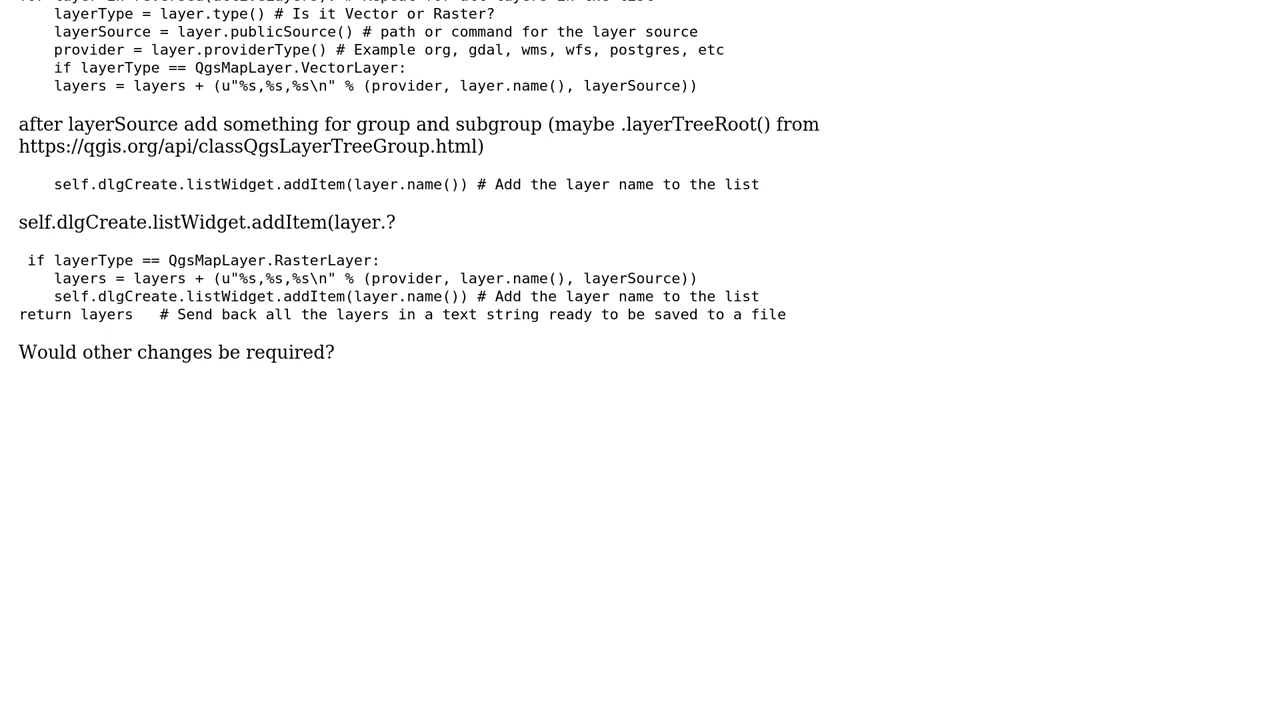 layerType = layer.type() # Is it Vector or Raster?
layerSource = layer.publicSource() # path or command for the layer source
provider = layer.providerType() # Example org, gdal, wms, wfs, postgres, etc
if layerType == QgsMapLayer.VectorLayer:
layers = layers + (u"%s,%s,%s\n" % (provider, layer.name(), layerSource))
after layerSource add something for group and subgroup (maybe .layerTreeRoot() from
https://qgis.org/api/classQgsLayerTreeGroup.html)
self.dlgCreate.listWidget.addItem(layer.name()) # Add the layer name to the list
self.dlgCreate.listWidget.addItem(layer.?
if layerType == QgsMapLayer.RasterLayer:
layers = layers + (u"%s,%s,%s\n" % (provider, layer.name(), layerSource))
self.dlgCreate.listWidget.addItem(layer.name()) # Add the layer name to the list
return layers   # Send back all the layers in a text string ready to be saved to a file
Would other changes be required?